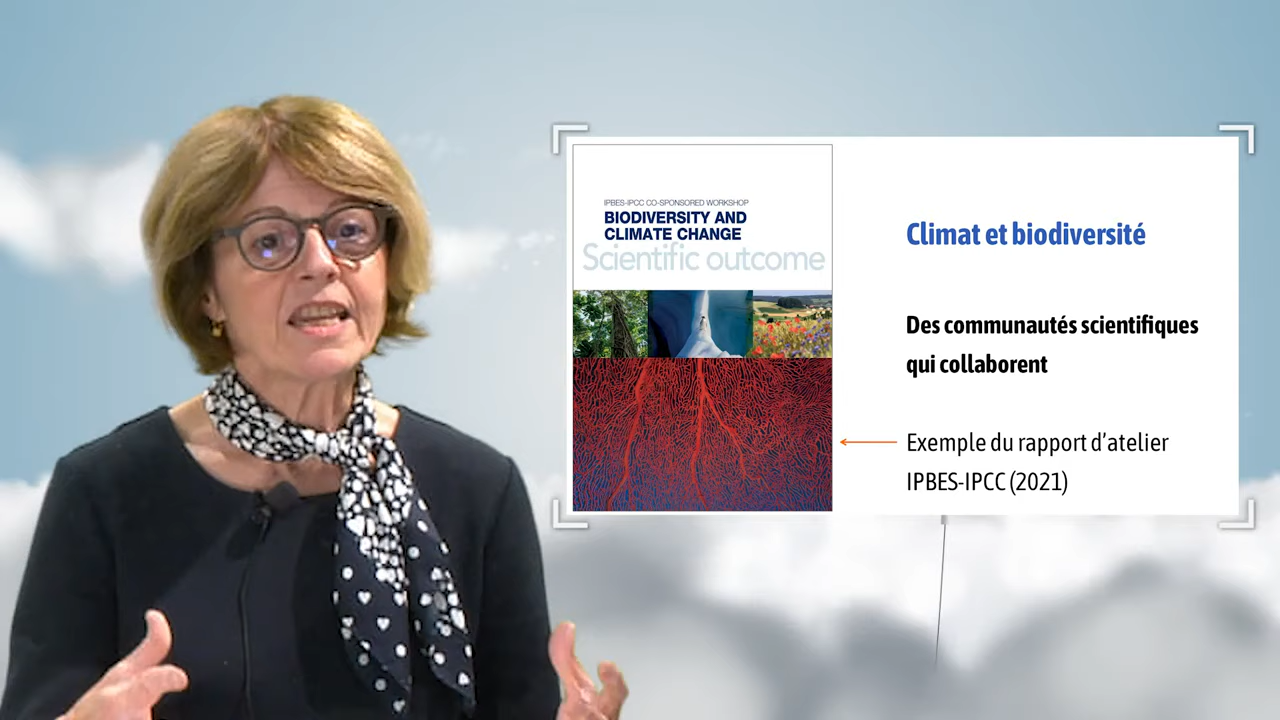 IPBES-IPCC CO-SPONSORED WORKSHOP
BIODIVERSITY AND
CLIMATE CHANGE
Scientific outcome
Climat et biodiversité
Des communautés scientifiques
qui collaborent
Exemple du rapport d’atelier
IPBES-IPCC (2021)